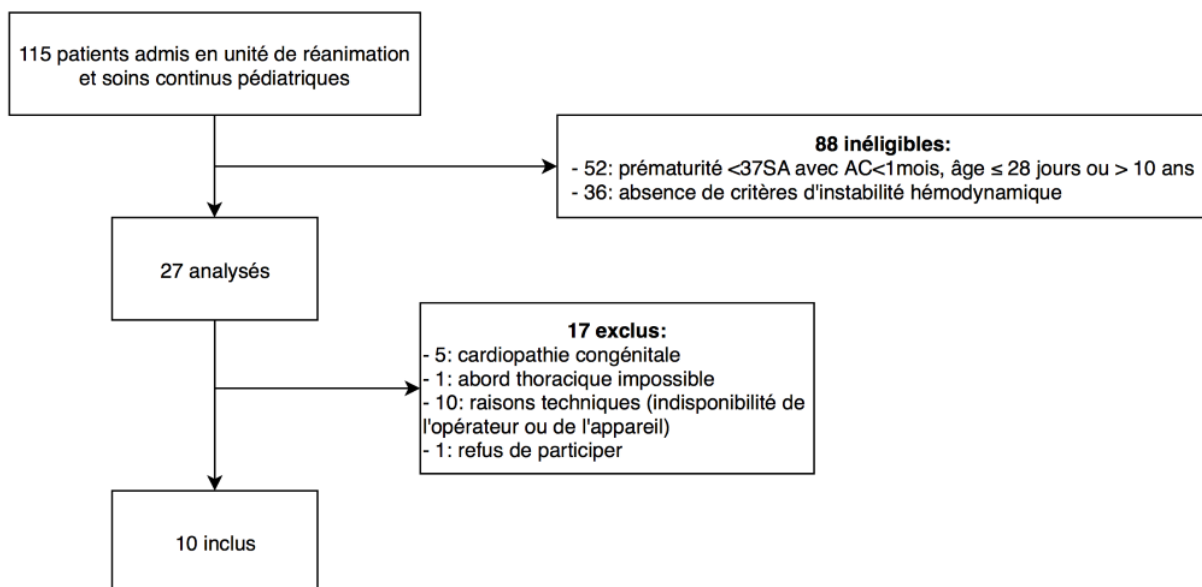 115 patients admis en unité de réanimation
et soins continus pédiatriques
88 inéligibles:
- 52: prématurité <37SA avec AC<1mois, âge ≤ 28 jours ou > 10 ans
- 36: absence de critères d'instabilité hémodynamique
27 analysés
17 exclus:
- 5: cardiopathie congénitale
- 1: abord thoracique impossible
- 10: raisons techniques (indisponibilité de
l'opérateur ou de l'appareil)
- 1: refus de participer
10 inclus